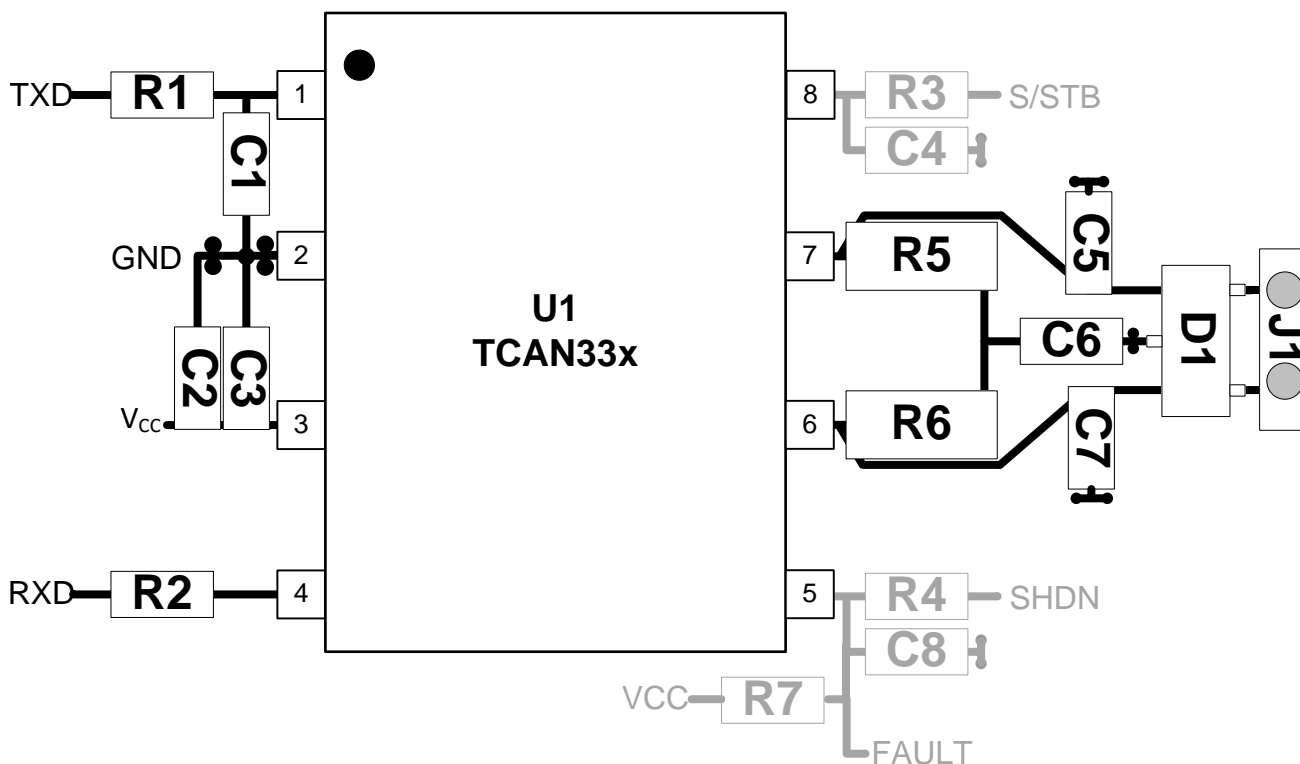 TXD R1 1
8 R3 S/STB
C4
C1
C5
GND 2
7 R5
U1
TCAN33x
C6 D1 J1
C2 C3
VCC 3
6 R6
C7
RXD R2 4
5 R4 SHDN
C8
VCC R7
FAULT